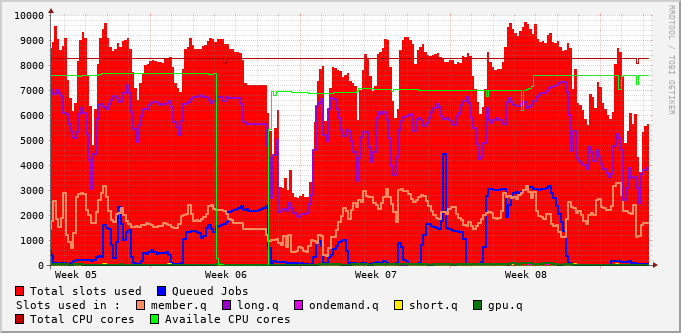 10000
9000
8000
7000
6000
5000
4000
3000
2000
1000
0
Week 05 Week 06 Week 07 Week 08
RRDTOOL / TOBI OETIKER
Total slots used Queued Jobs
Slots used in : member.q long.q ondemand.q short.q gpu.q
Total CPU cores Availale CPU cores